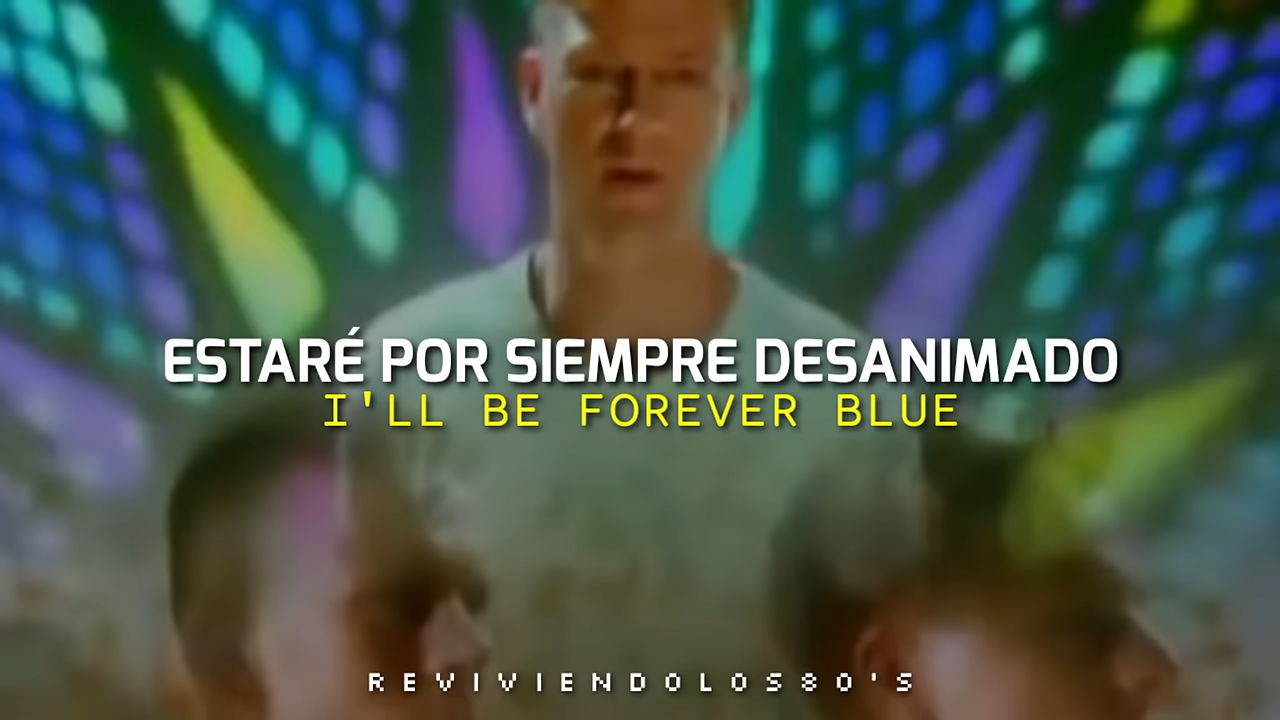 ESTARÉ POR SIEMPRE DESANIMADO
I'LL BE FOREVER BLUE
REVIVIENDOLOS80'S